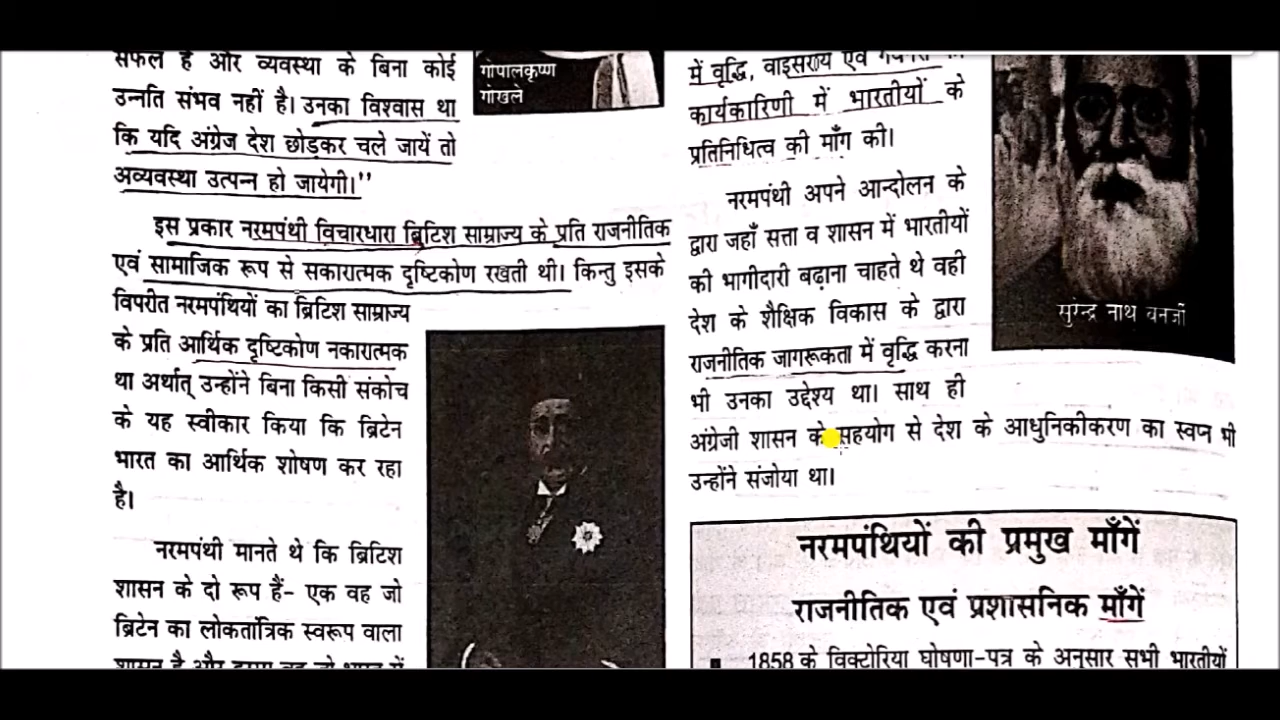 सफल है और व्यवस्था के बिना कोई
उन्नति संभव नहीं है। उनका विश्वास था
कि यदि अंग्रेज देश छोड़कर चले जायें तो
अव्यवस्था उत्पन्न हो जायेगी।”
गोपालकृष्ण
गोखले
इस प्रकार नरमपंथी विचारधारा ब्रिटिश साम्राज्य के प्रति राजनीतिक
एवं सामाजिक रूप से सकारात्मक दृष्टिकोण रखती थी। किन्तु इसके
विपरीत नरमपंथियों का ब्रिटिश साम्राज्य
के प्रति आर्थिक दृष्टिकोण नकारात्मक
था अर्थात् उन्होंने बिना किसी संकोच
के यह स्वीकार किया कि ब्रिटेन
भारत का आर्थिक शोषण कर रहा
है।
नरमपंथी मानते थे कि ब्रिटिश
शासन के दो रूप हैं- एक वह जो
ब्रिटेन का लोकतांत्रिक स्वरूप वाला
शासन है और
में वृद्धि, वाइसराय एवं
कार्यकारिणी में भारतीयों के
प्रतिनिधित्व की माँग की।
नरमपंथी अपने आन्दोलन के
द्वारा जहाँ सत्ता व शासन में भारतीयों
की भागीदारी बढ़ाना चाहते थे वही
देश के शैक्षिक विकास के द्वारा
राजनीतिक जागरूकता में वृद्धि करना
भी उनका उद्देश्य था। साथ ही
अंग्रेजी शासन के सहयोग से देश के आधुनिकीकरण का स्वप्न भी
उन्होंने संजोया था।
सुरेन्द्र नाथ बनर्जी
नरमपंथियों की प्रमुख माँगें
राजनीतिक एवं प्रशासनिक माँगें
1858 के विक्टोरिया घोषणा-पत्र के अनुसार सभी भारतीयों